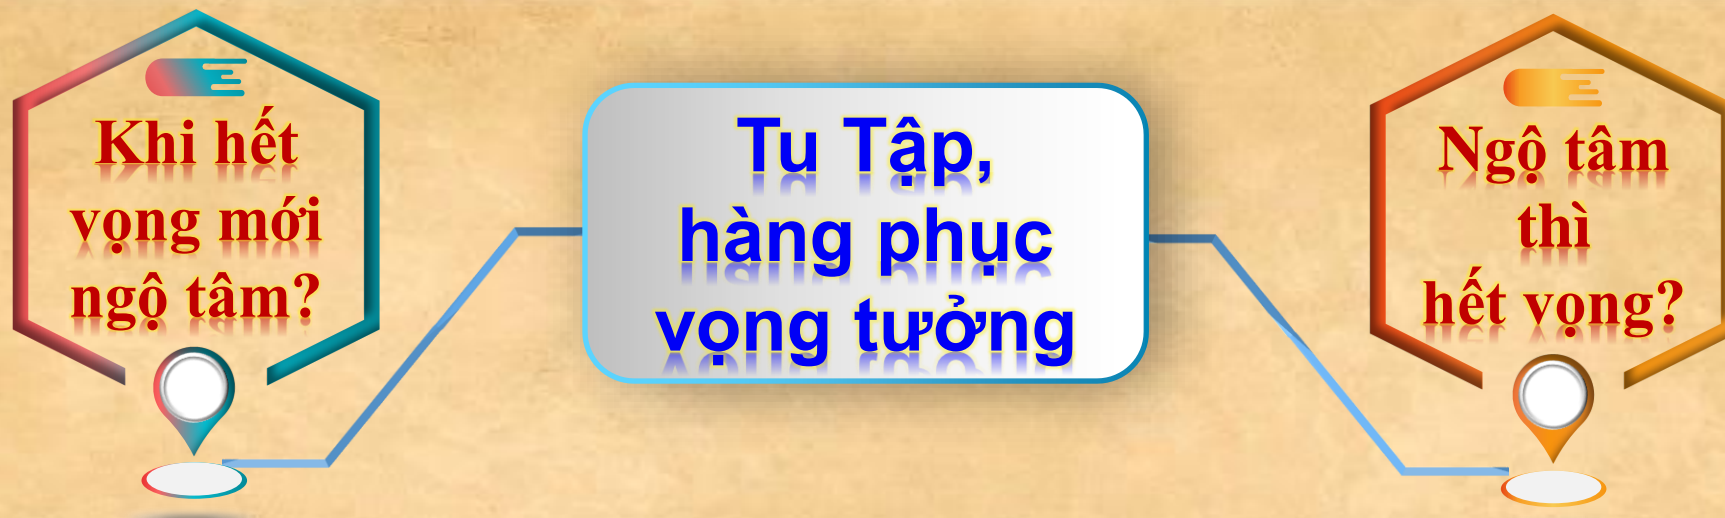 Khi hết
vọng mới
ngộ tâm?
Tu Tập,
hàng phục
vọng tưởng
Ngộ tâm
thì
hết vọng?